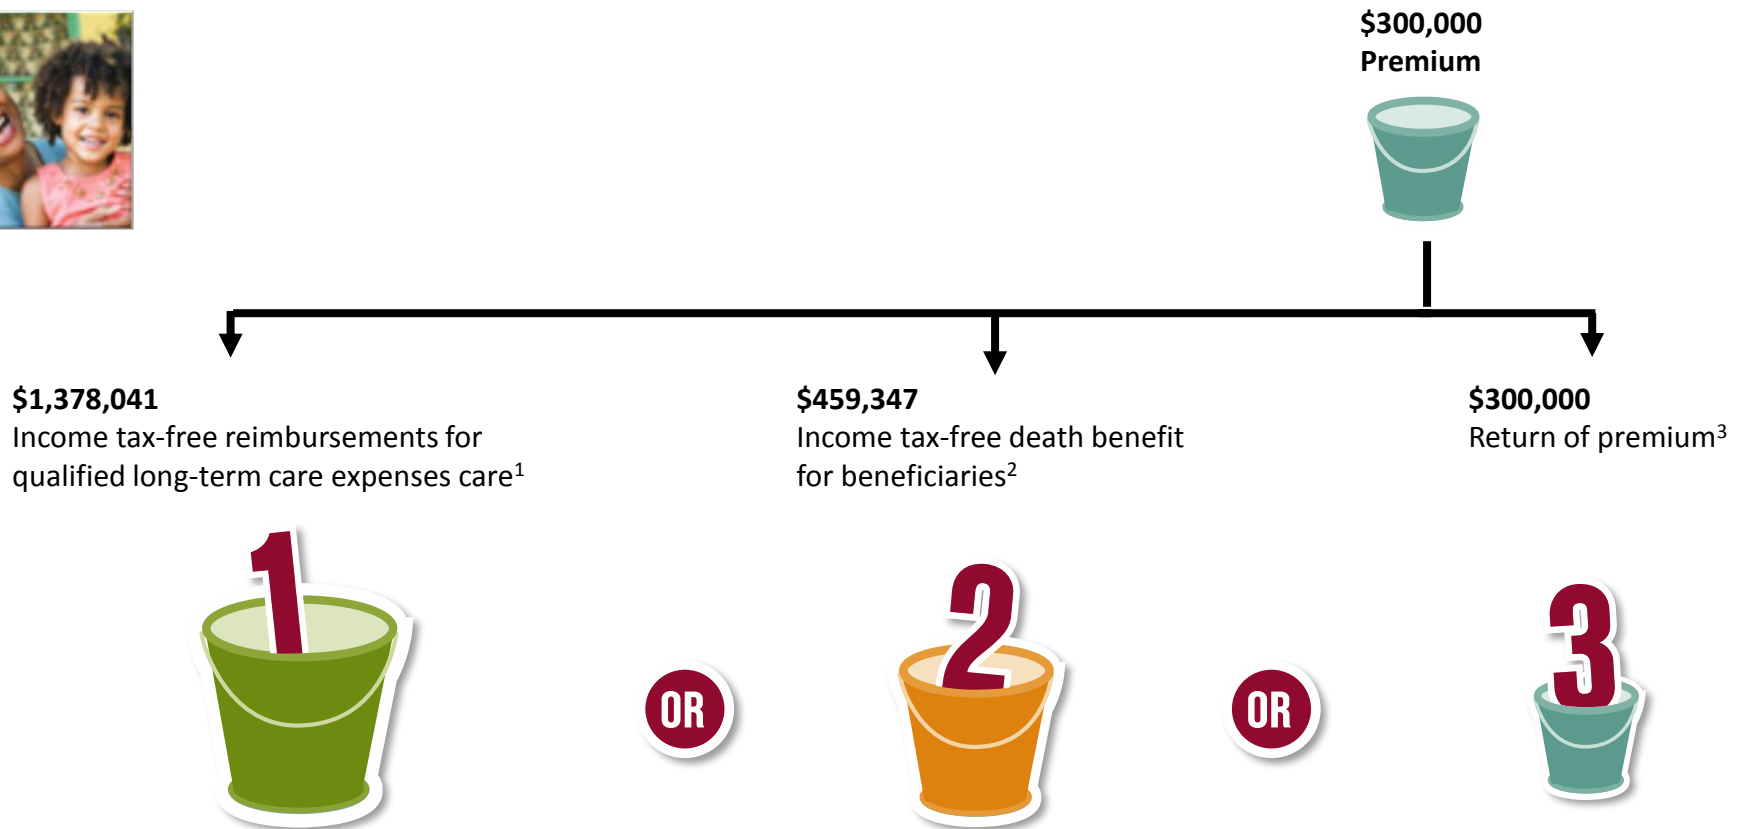 $300,000
Premium
$1,378,041
Income tax-free reimbursements for
qualified long-term care expenses care¹
$459,347
Income tax-free death benefit
for beneficiaries²
$300,000
Return of premium³
1
OR
2
OR
3